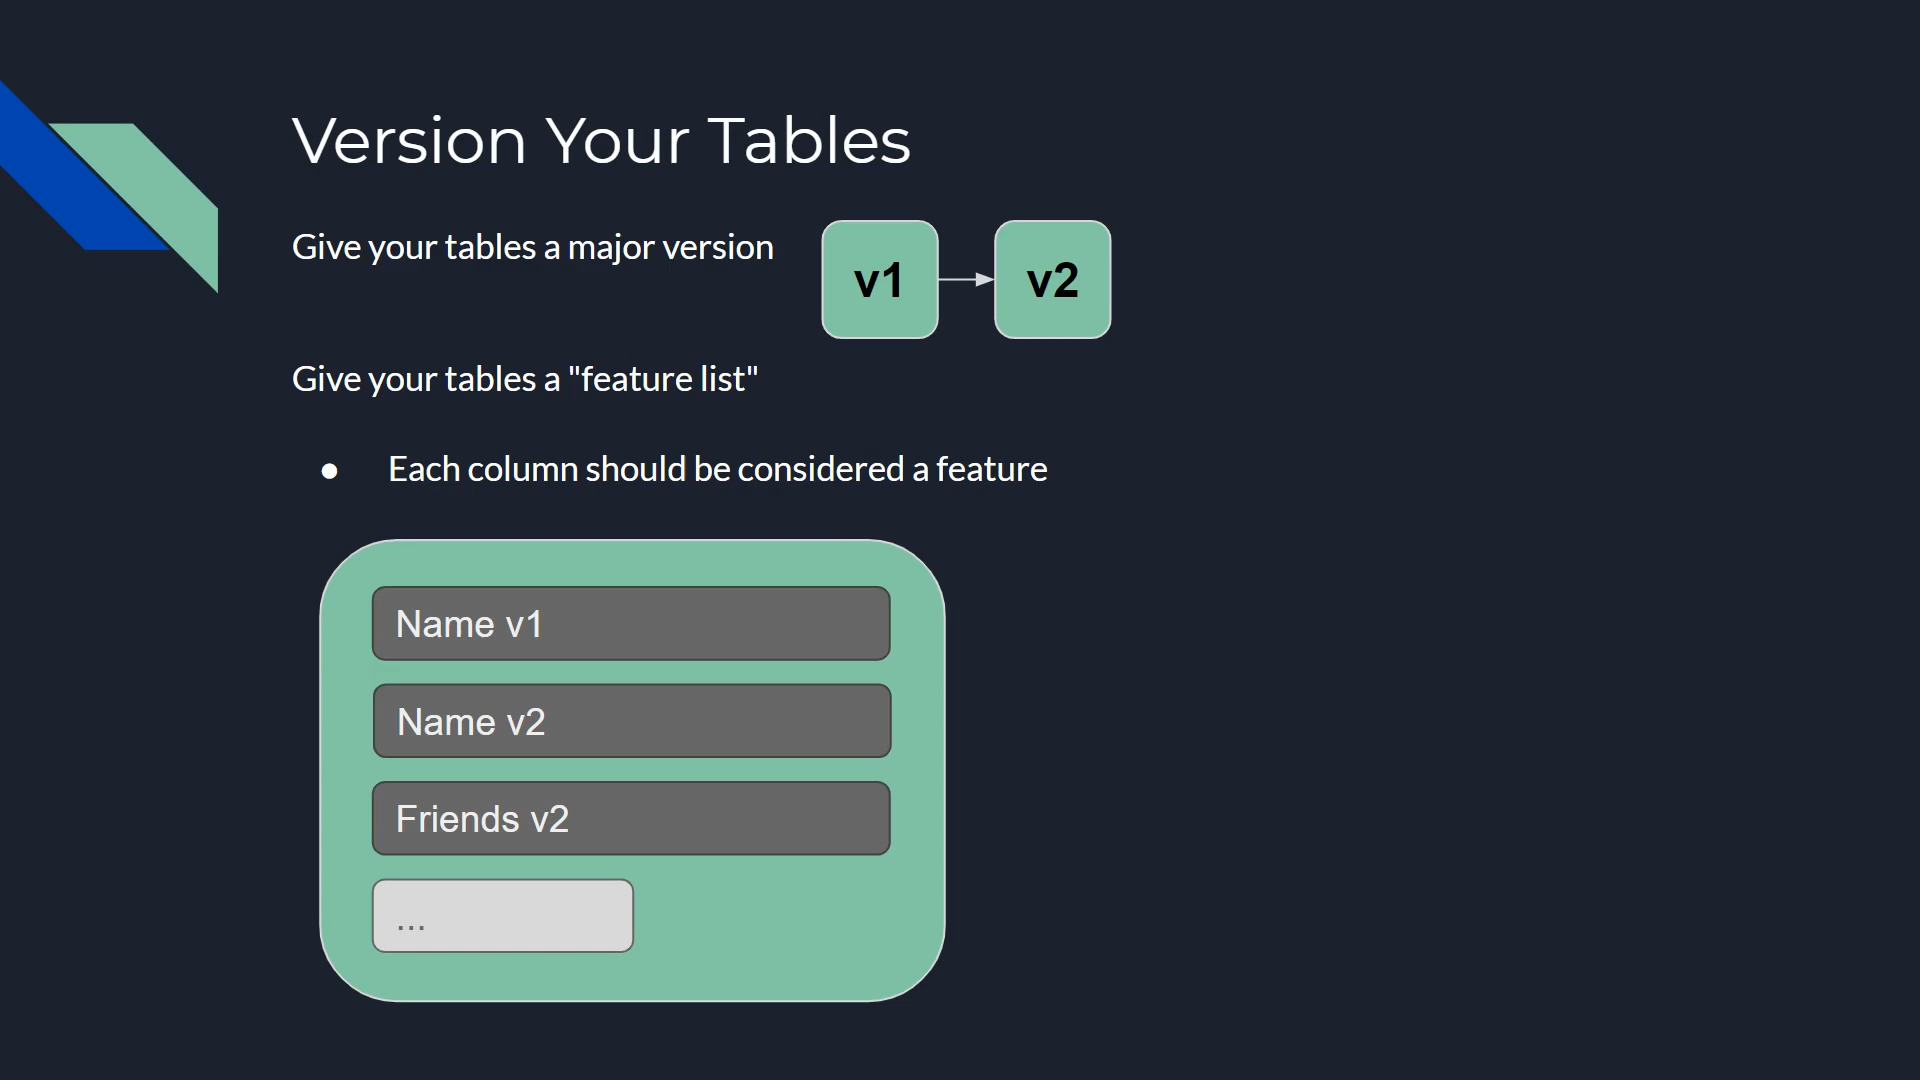 Version Your Tables
Give your tables a major version
v1
v2
Give your tables a "feature list"
● Each column should be considered a feature
Name v1
Name v2
Friends v2
...